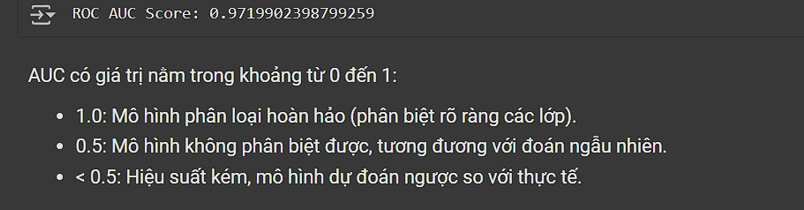 ROC AUC Score: 0.9719902398799259
AUC có giá trị nằm trong khoảng từ 0 đến 1:
• 1.0: Mô hình phân loại hoàn hảo (phân biệt rõ ràng các lớp).
• 0.5: Mô hình không phân biệt được, tương đương với đoán ngẫu nhiên.
• < 0.5: Hiệu suất kém, mô hình dự đoán ngược so với thực tế.